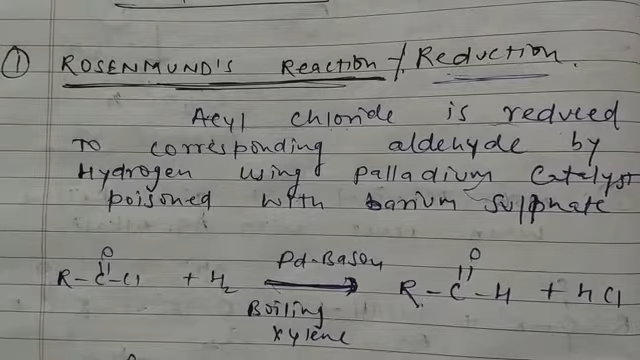 ① ROSENMUND'S Reaction / Reduction.
Acyl chloride is reduced
To corresponding aldehyde by
Hydrogen using palladium Catalyst
poisoned with barium sulphate
O O
R-C-Cl + H2 Pd-BaSO4 R-C-H + HCl
Boiling
xylene